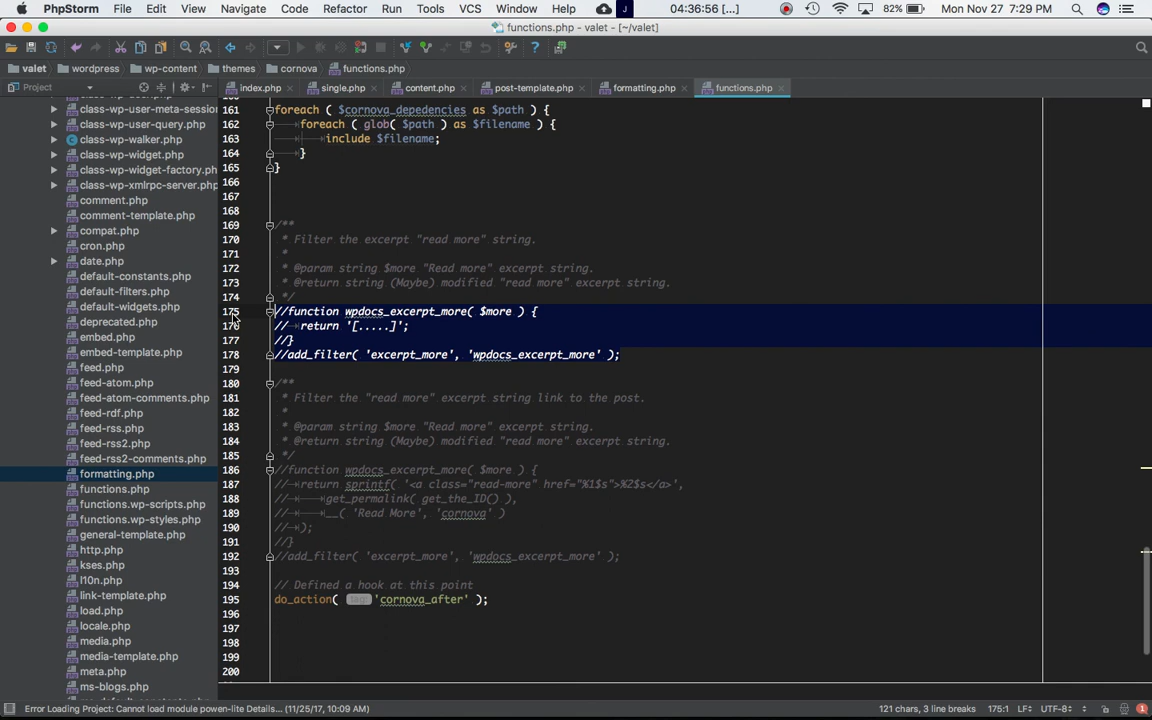 PhpStorm File Edit View Navigate Code Refactor Run Tools VCS Window Help J 04:36:56 [...] 82% Mon Nov 27 7:29 PM
functions.php - valet - [~/valet]
valet wordpress wp-content themes cornova functions.php
Project index.php single.php content.php post-template.php formatting.php functions.php
class-wp-user.php
class-wp-user-meta-sessio
class-wp-user-query.php
class-wp-walker.php
class-wp-widget.php
class-wp-widget-factory.ph
class-wp-xmlrpc-server.php
comment.php
comment-template.php
compat.php
cron.php
date.php
default-constants.php
default-filters.php
default-widgets.php
deprecated.php
embed.php
embed-template.php
feed.php
feed-atom.php
feed-atom-comments.php
feed-rdf.php
feed-rss.php
feed-rss2.php
feed-rss2-comments.php
formatting.php
functions.php
functions.wp-scripts.php
functions.wp-styles.php
general-template.php
http.php
kses.php
l10n.php
link-template.php
load.php
locale.php
media.php
media-template.php
meta.php
ms-blogs.php
160
161 foreach ( $cornova_depedencies as $path ) {
162 foreach ( glob( $path ) as $filename ) {
163 include $filename;
164 }
165 }
166
167
168
169 /**
170 * Filter the excerpt "read more" string.
171 *
172 * @param string $more "Read more" excerpt string.
173 * @return string (Maybe) modified "read more" excerpt string.
174 */
175 //function wpdocs_excerpt_more( $more ) {
176 // return '[.....]';
177 //}
178 //add_filter( 'excerpt_more', 'wpdocs_excerpt_more' );
179
180 /**
181 * Filter the "read more" excerpt string link to the post.
182 *
183 * @param string $more "Read more" excerpt string.
184 * @return string (Maybe) modified "read more" excerpt string.
185 */
186 //function wpdocs_excerpt_more( $more ) {
187 // return sprintf( '<a class="read-more" href="%1$s">%2$s</a>',
188 // get_permalink( get_the_ID() ),
189 // __( 'Read More', 'cornova' )
190 // );
191 //}
192 //add_filter( 'excerpt_more', 'wpdocs_excerpt_more' );
193
194 // Defined a hook at this point
195 do_action( tag: 'cornova_after' );
196
197
198
199
200
Error Loading Project: Cannot load module powen-lite Details... (11/25/17, 10:09 AM) 121 chars, 3 line breaks 175:1 LF÷ UTF-8÷ 1